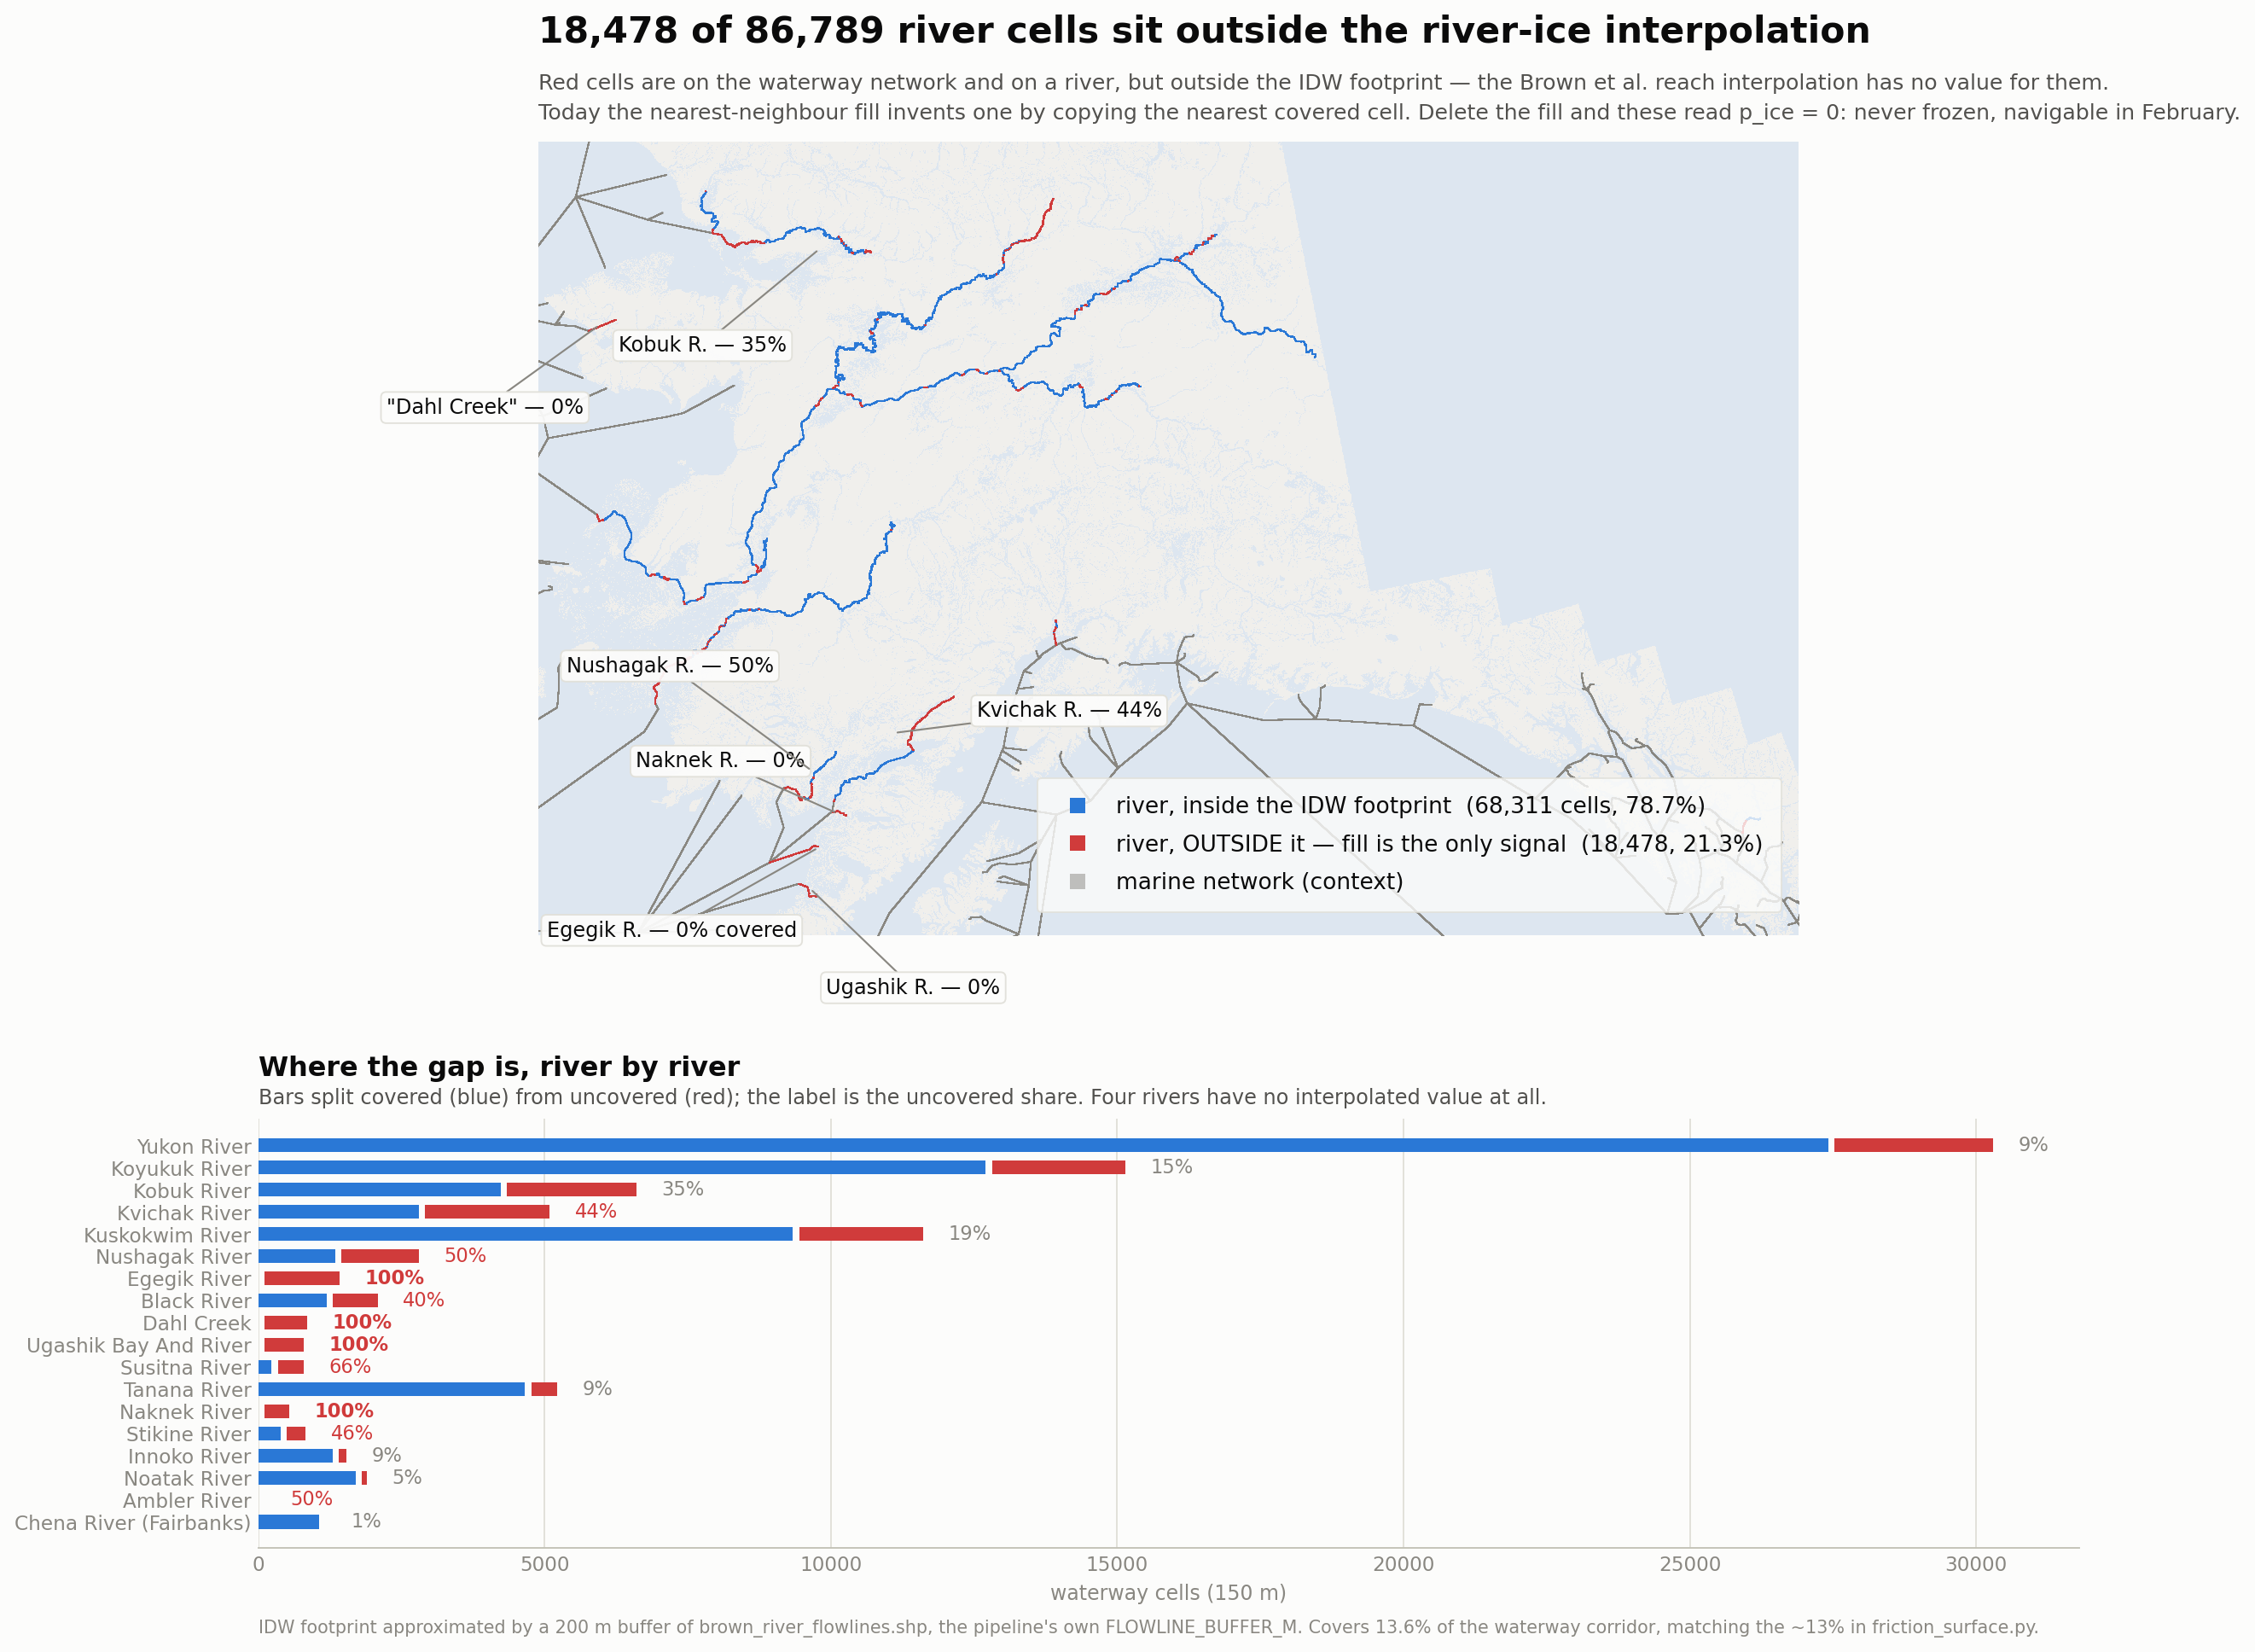 18,478 of 86,789 river cells sit outside the river-ice interpolation
Red cells are on the waterway network and on a river, but outside the IDW footprint — the Brown et al. reach interpolation has no value for them.
Today the nearest-neighbour fill invents one by copying the nearest covered cell. Delete the fill and these read p_ice = 0: never frozen, navigable in February.
Kobuk R. — 35%
"Dahl Creek" — 0%
Nushagak R. — 50%
Kvichak R. — 44%
Naknek R. — 0%
river, inside the IDW footprint (68,311 cells, 78.7%)
river, OUTSIDE it — fill is the only signal (18,478, 21.3%)
marine network (context)
Egegik R. — 0% covered
Ugashik R. — 0%
Where the gap is, river by river
Bars split covered (blue) from uncovered (red); the label is the uncovered share. Four rivers have no interpolated value at all.
Yukon River 9%
Koyukuk River 15%
Kobuk River 35%
Kvichak River 44%
Kuskokwim River 19%
Nushagak River 50%
Egegik River 100%
Black River 40%
Dahl Creek 100%
Ugashik Bay And River 100%
Susitna River 66%
Tanana River 9%
Naknek River 100%
Stikine River 46%
Innoko River 9%
Noatak River 5%
Ambler River 50%
Chena River (Fairbanks) 1%
0 5000 10000 15000 20000 25000 30000
waterway cells (150 m)
IDW footprint approximated by a 200 m buffer of brown_river_flowlines.shp, the pipeline's own FLOWLINE_BUFFER_M. Covers 13.6% of the waterway corridor, matching the ~13% in friction_surface.py.